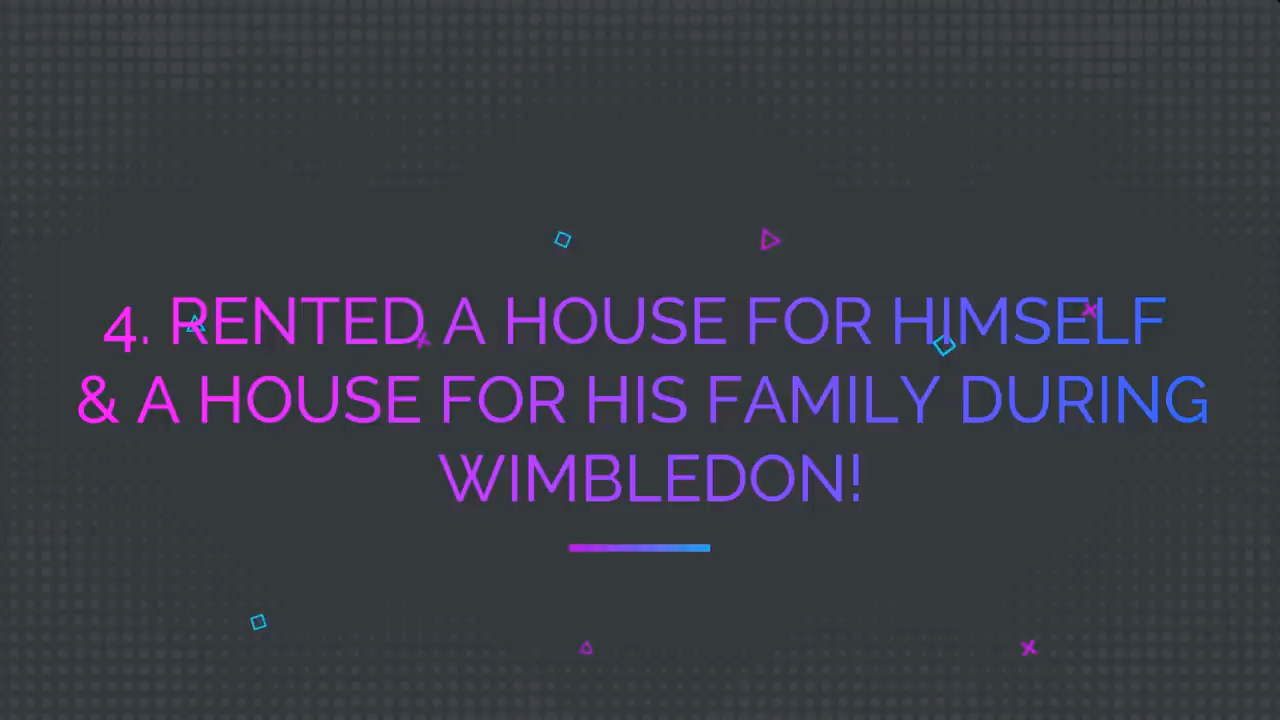 4. RENTED A HOUSE FOR HIMSELF
& A HOUSE FOR HIS FAMILY DURING
WIMBLEDON!